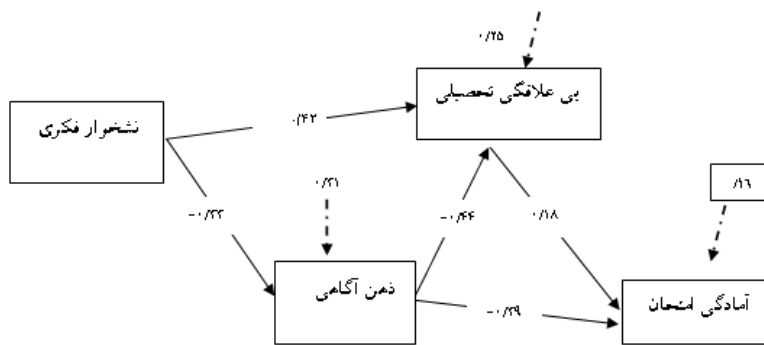 ۰/۲۵
بی علاقگی تحصیلی
نشخوار فکری
۰/۴۲
۰/۳۱
-۰/۳۳
-۰/۴۴
۰/۱۸
/۱۶
ذهن آگاهی
-۰/۳۹
آمادگی امتحان